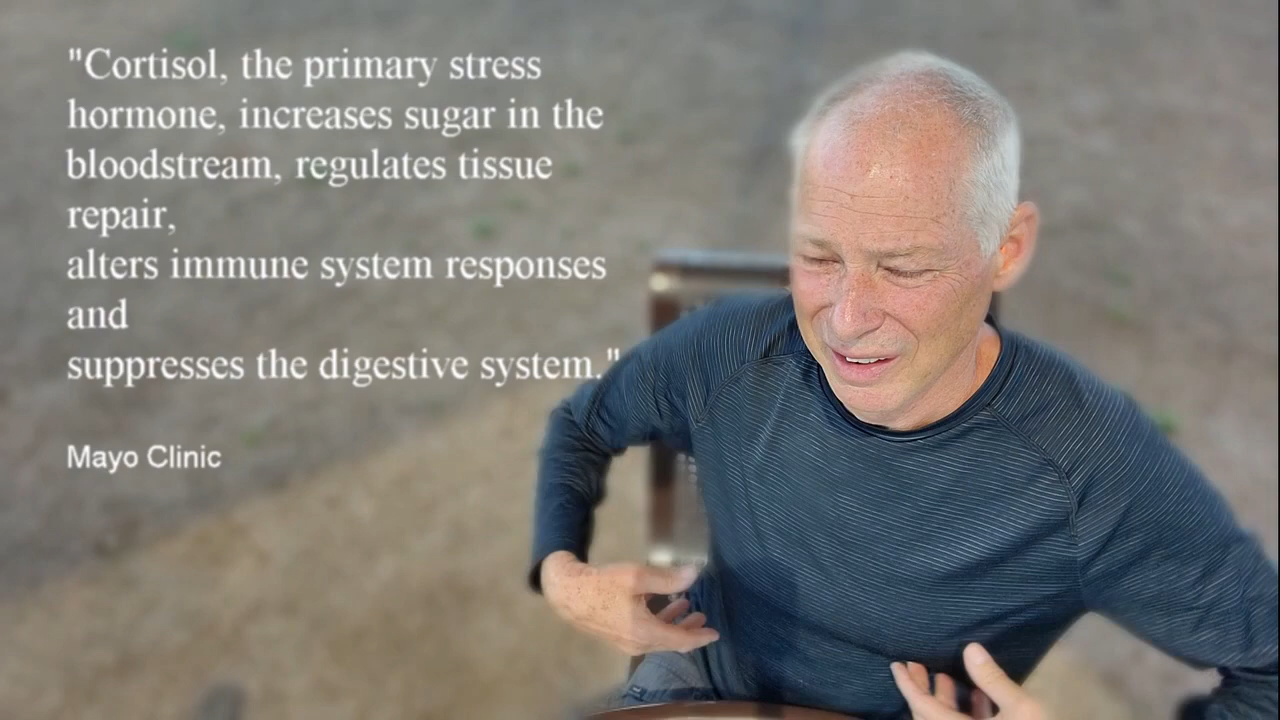 "Cortisol, the primary stress
hormone, increases sugar in the
bloodstream, regulates tissue
repair,
alters immune system responses
and
suppresses the digestive system."
Mayo Clinic